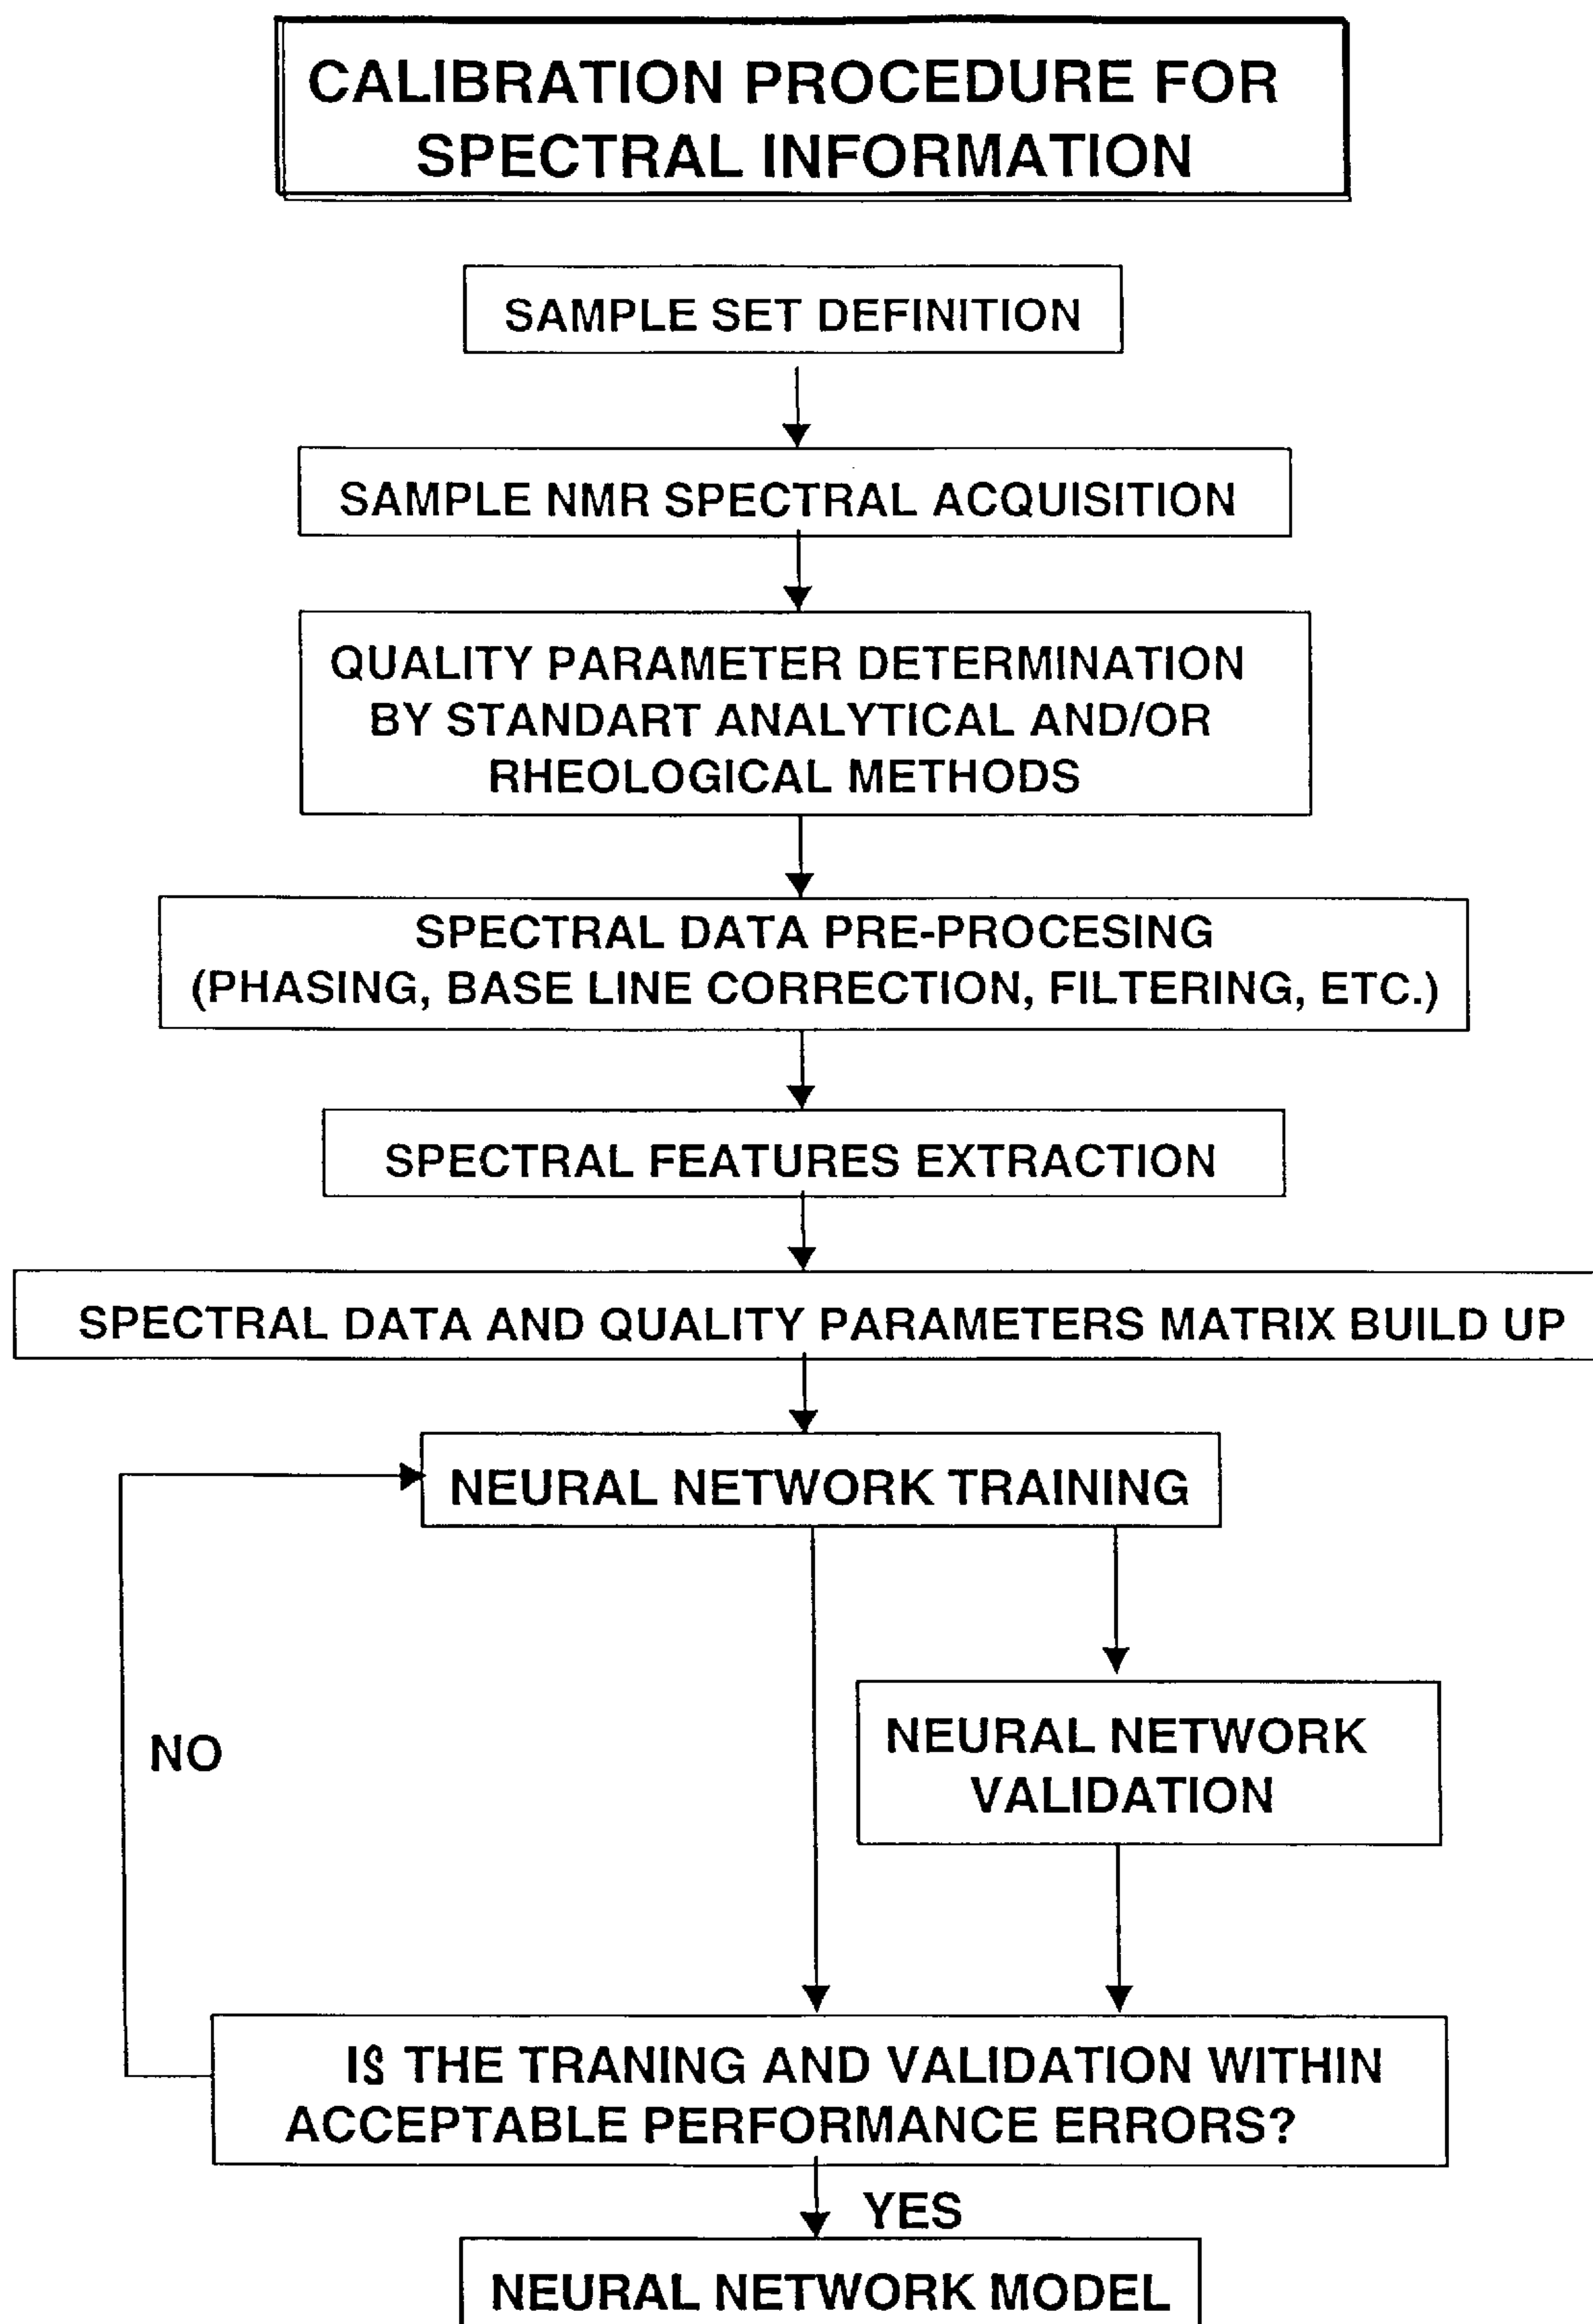 CALIBRATION PROCEDURE FOR
SPECTRAL INFORMATION
SAMPLE SET DEFINITION
SAMPLE NMR SPECTRAL ACQUISITION
QUALITY PARAMETER DETERMINATION
BY STANDART ANALYTICAL AND/OR
RHEOLOGICAL METHODS
SPECTRAL DATA PRE-PROCESING
(PHASING, BASE LINE CORRECTION, FILTERING, ETC.)
SPECTRAL FEATURES EXTRACTION
SPECTRAL DATA AND QUALITY PARAMETERS MATRIX BUILD UP
NEURAL NETWORK TRAINING
NEURAL NETWORK
VALIDATION
NO
IS THE TRANING AND VALIDATION WITHIN
ACCEPTABLE PERFORMANCE ERRORS?
YES
NEURAL NETWORK MODEL